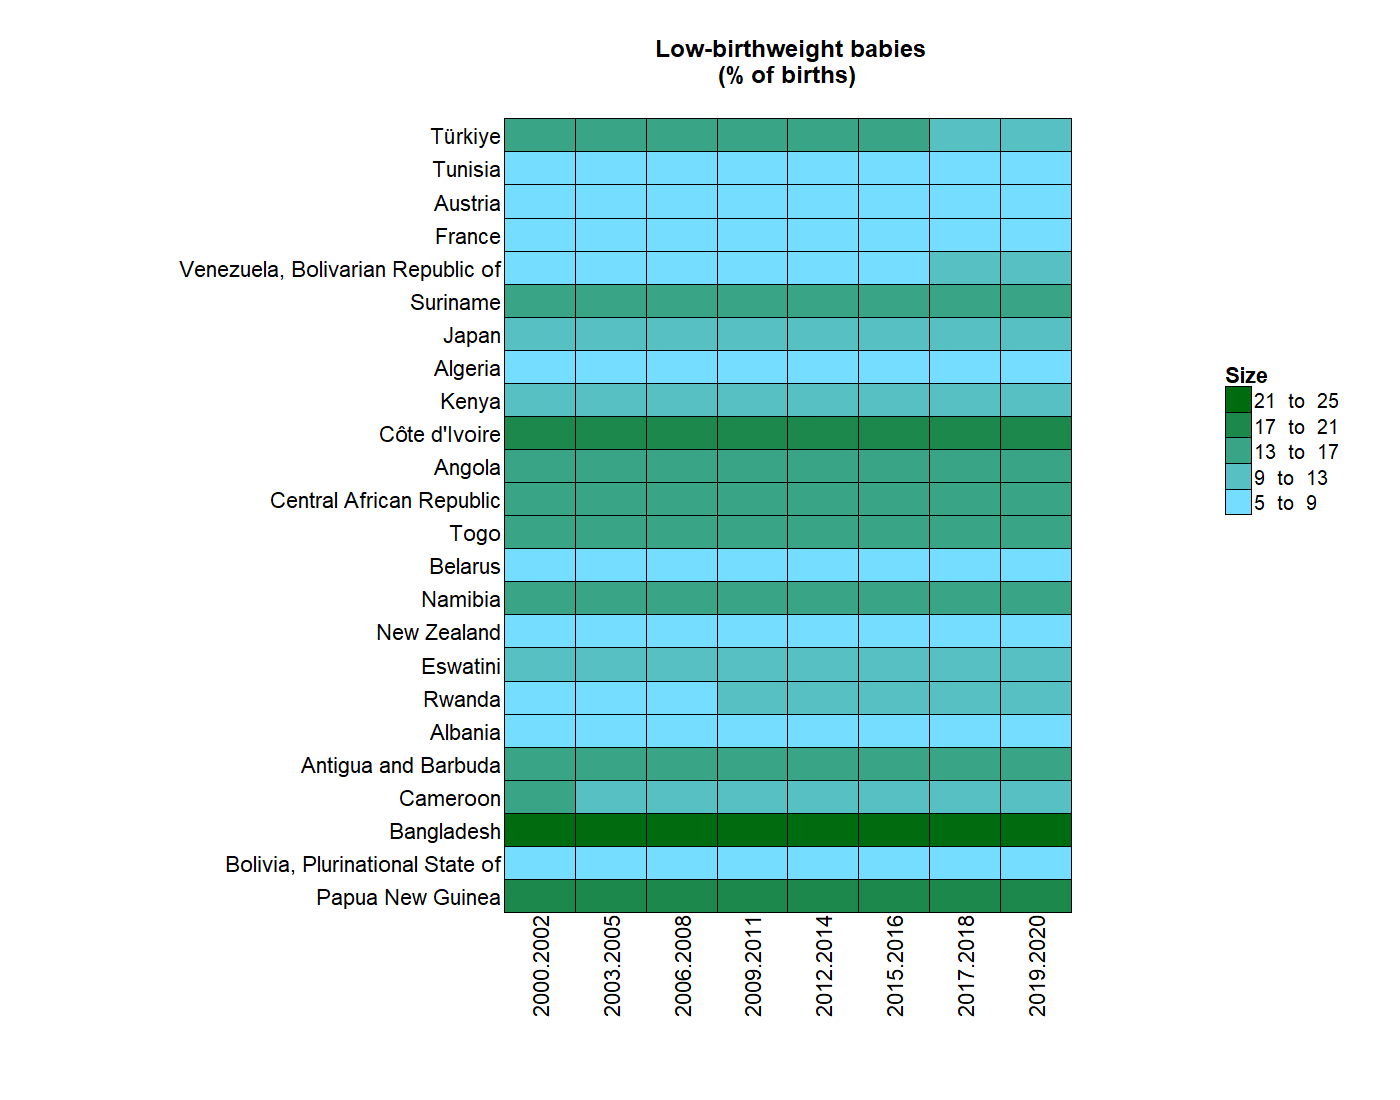 Low-birthweight babies
(% of births)
Türkiye
Tunisia
Austria
France
Venezuela, Bolivarian Republic of
Suriname
Japan
Algeria
Kenya
Côte d'Ivoire
Angola
Central African Republic
Togo
Belarus
Namibia
New Zealand
Eswatini
Rwanda
Albania
Antigua and Barbuda
Cameroon
Bangladesh
Bolivia, Plurinational State of
Papua New Guinea
2000.2002
2003.2005
2006.2008
2009.2011
2012.2014
2015.2016
2017.2018
2019.2020
Size
21 to 25
17 to 21
13 to 17
9 to 13
5 to 9